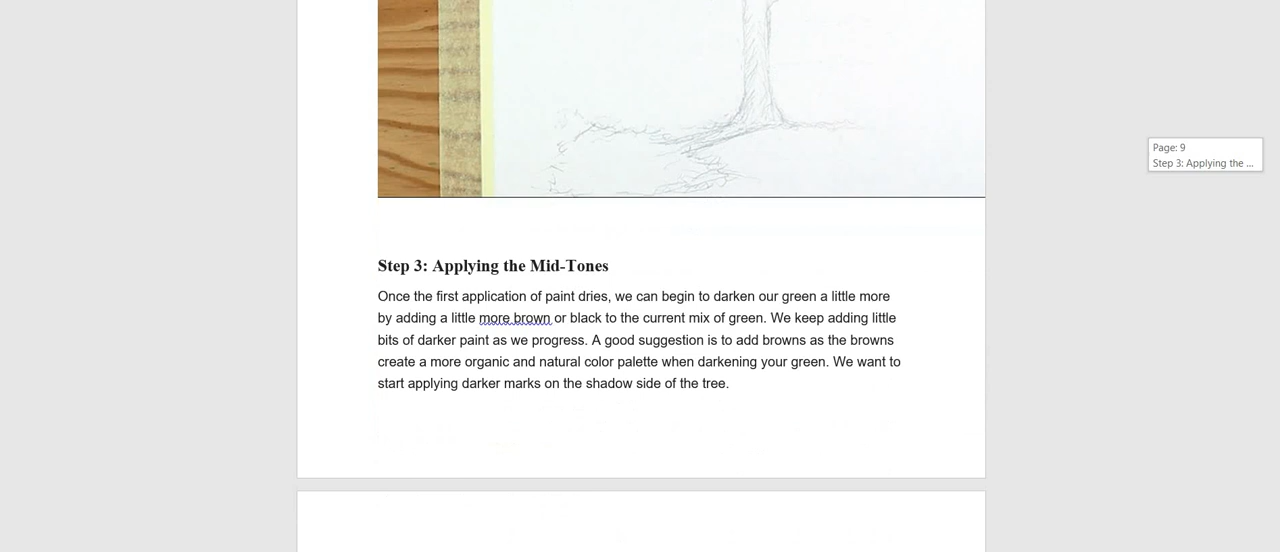 Page: 9
Step 3: Applying the ...
Step 3: Applying the Mid-Tones
Once the first application of paint dries, we can begin to darken our green a little more
by adding a little more brown or black to the current mix of green. We keep adding little
bits of darker paint as we progress. A good suggestion is to add browns as the browns
create a more organic and natural color palette when darkening your green. We want to
start applying darker marks on the shadow side of the tree.